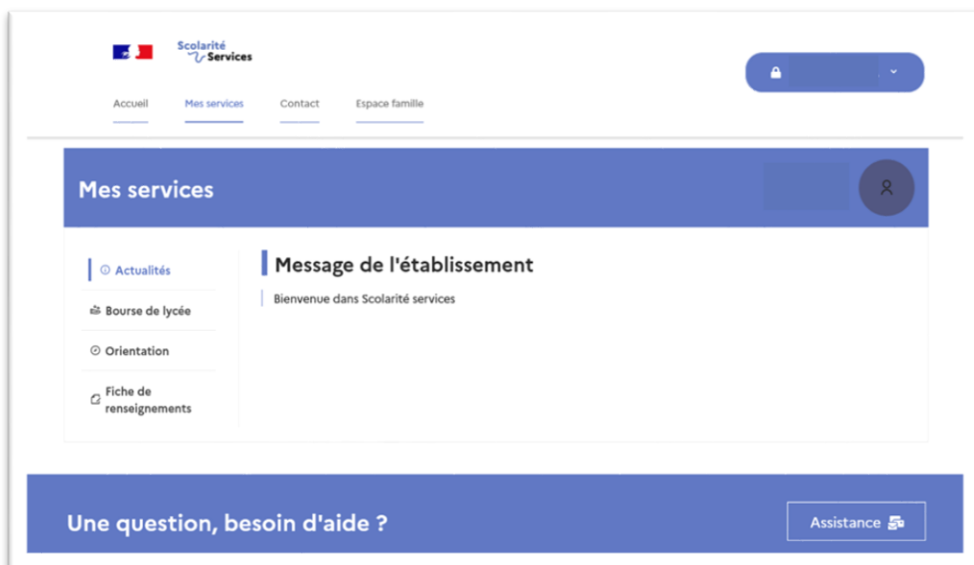 Scolarité
Services
Accueil Mes services Contact Espace famille
Mes services
Actualités
Bourse de lycée
Orientation
Fiche de
renseignements
Message de l'établissement
Bienvenue dans Scolarité services
Une question, besoin d'aide ?
Assistance